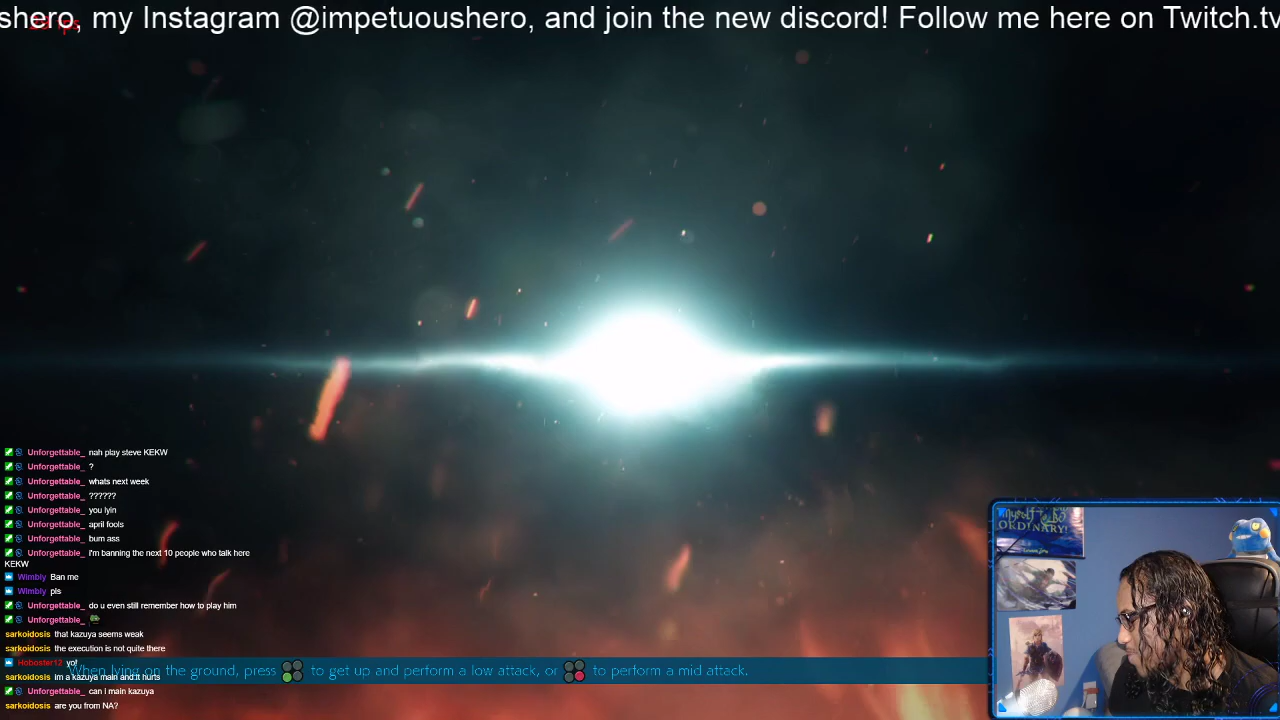 shero, my Instagram @impetuoushero, and join the new discord! Follow me here on Twitch.tv
fps
Unforgettable_ nah play steve KEKW
Unforgettable_ ?
Unforgettable_ whats next week
Unforgettable_ ??????
Unforgettable_ you lyin
Unforgettable_ april fools
Unforgettable_ bum ass
Unforgettable_ i'm banning the next 10 people who talk here
KEKW
Wimbly Ban me
Wimbly pls
Unforgettable_ do u even still remember how to play him
Unforgettable_
sarkoidosis that kazuya seems weak
sarkoidosis the execution is not quite there
Hoboster12 yo!
When lying on the ground, press to get up and perform a low attack, or to perform a mid attack.
sarkoidosis im a kazuya main and it hurts
Unforgettable_ can I main kazuya
sarkoidosis are you from NA?
myself
ORDINARY!